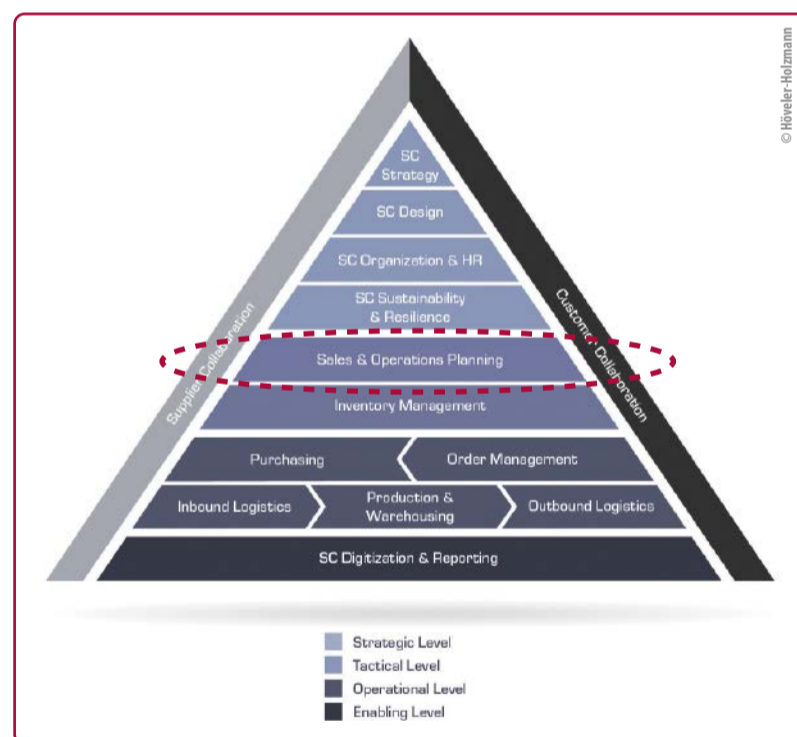 © Höveler-Holzmann
SC
Strategy
SC Design
SC Organization & HR
SC Sustainability
& Resilience
Supplier Collaboration
Customer Collaboration
Sales & Operations Planning
Inventory Management
Purchasing
Order Management
Inbound Logistics
Production &
Warehousing
Outbound Logistics
SC Digitization & Reporting
Strategic Level
Tactical Level
Operational Level
Enabling Level